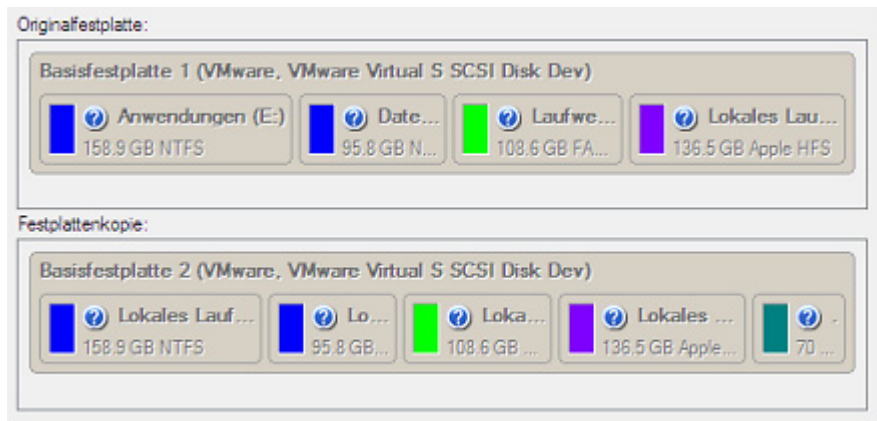 Originalfestplatte:
Basisfestplatte 1 (VMware, VMware Virtual S SCSI Disk Dev)
Anwendungen (E:) Date... Laufwe... Lokales Lau...
158.9 GB NTFS 95.8 GB N... 108.6 GB FA... 136.5 GB Apple HFS
Festplattenkopie:
Basisfestplatte 2 (VMware, VMware Virtual S SCSI Disk Dev)
Lokales Lauf... Lo... Loka... Lokales ... .
158.9 GB NTFS 95.8 GB... 108.6 GB ... 136.5 GB Apple... 70 ...